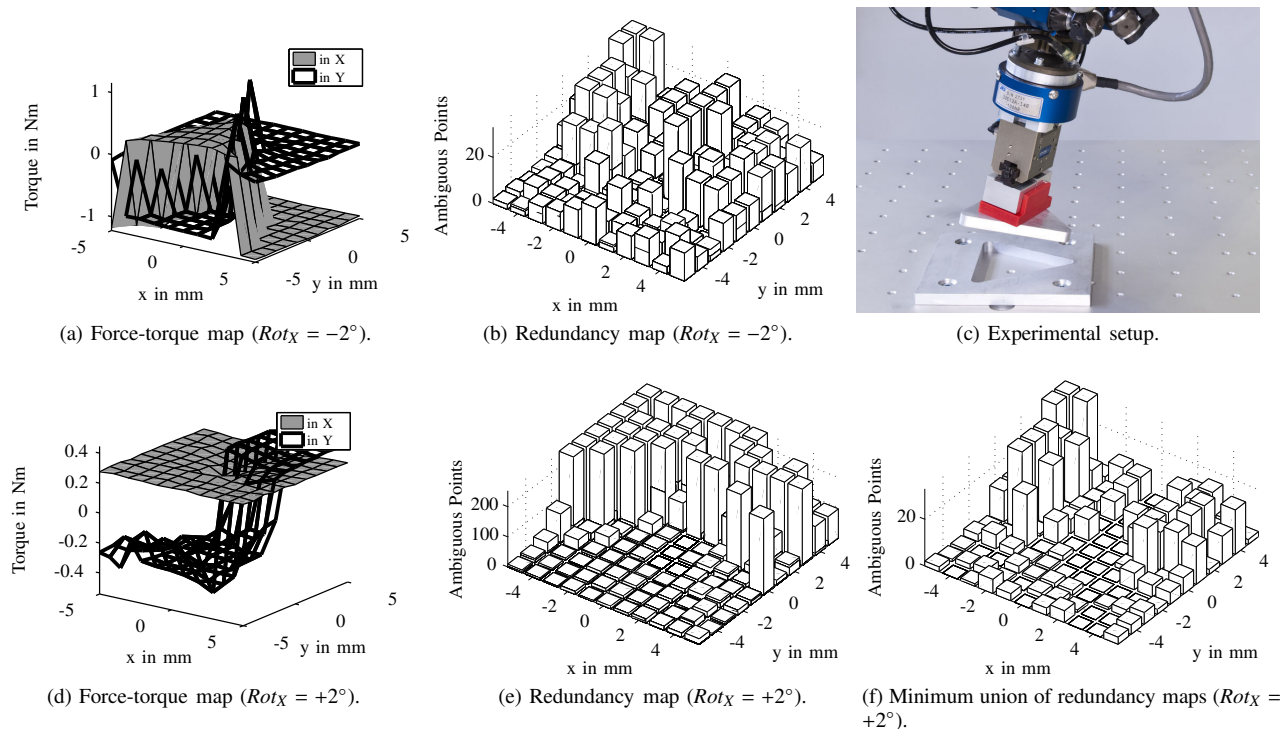 in X
in Y
Torque in Nm
1
0
-1
-5
0
5
x in mm
-5
0
5
y in mm
(a) Force-torque map (RotX = −2°).
Ambiguous Points
20
0
-4
-2
0
2
4
x in mm
-4
-2
0
2
4
y in mm
(b) Redundancy map (RotX = −2°).
(c) Experimental setup.
in X
in Y
Torque in Nm
0.4
0.2
0
-0.2
-0.4
-5
0
5
x in mm
-5
0
5
y in mm
(d) Force-torque map (RotX = +2°).
Ambiguous Points
200
100
0
-4
-2
0
2
4
x in mm
-4
-2
0
2
4
y in mm
(e) Redundancy map (RotX = +2°).
Ambiguous Points
20
0
-4
-2
0
2
4
x in mm
-4
-2
0
2
4
y in mm
(f) Minimum union of redundancy maps (RotX =
+2°).